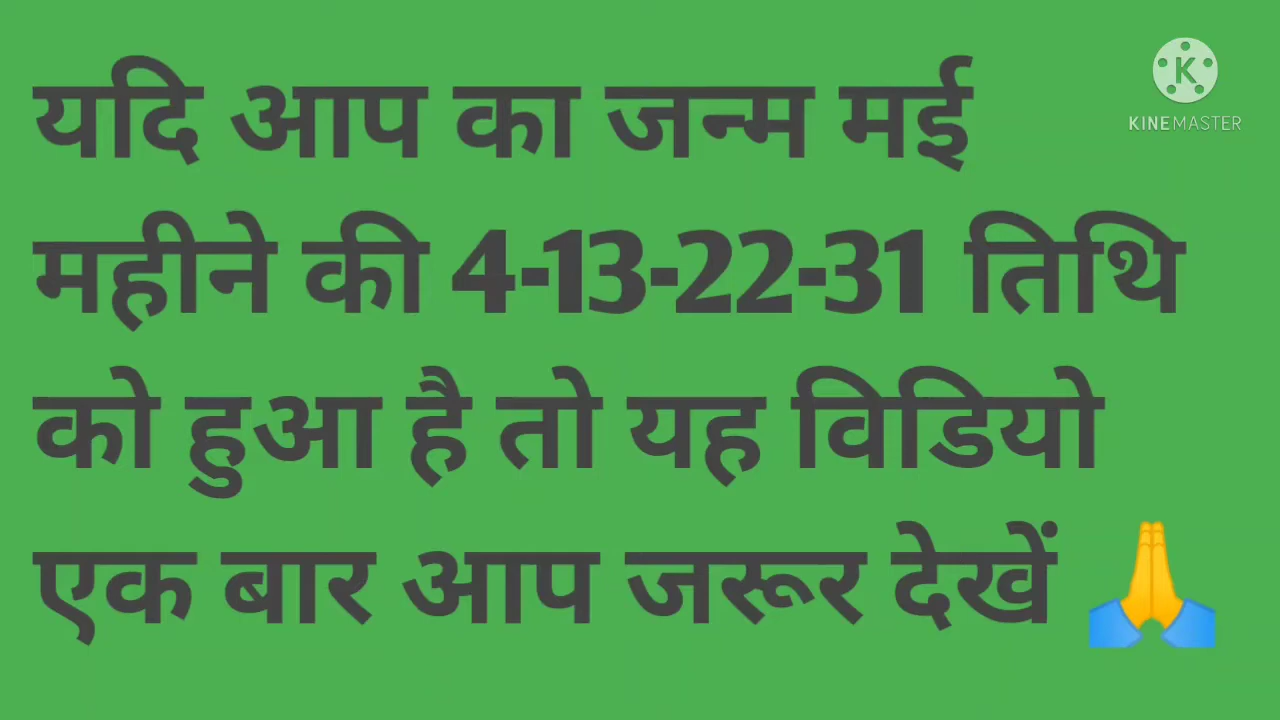 यदि आप का जन्म मई
महीने की 4-13-22-31 तिथि
को हुआ है तो यह विडियो
एक बार आप जरूर देखें 🙏
K
KINEMASTER